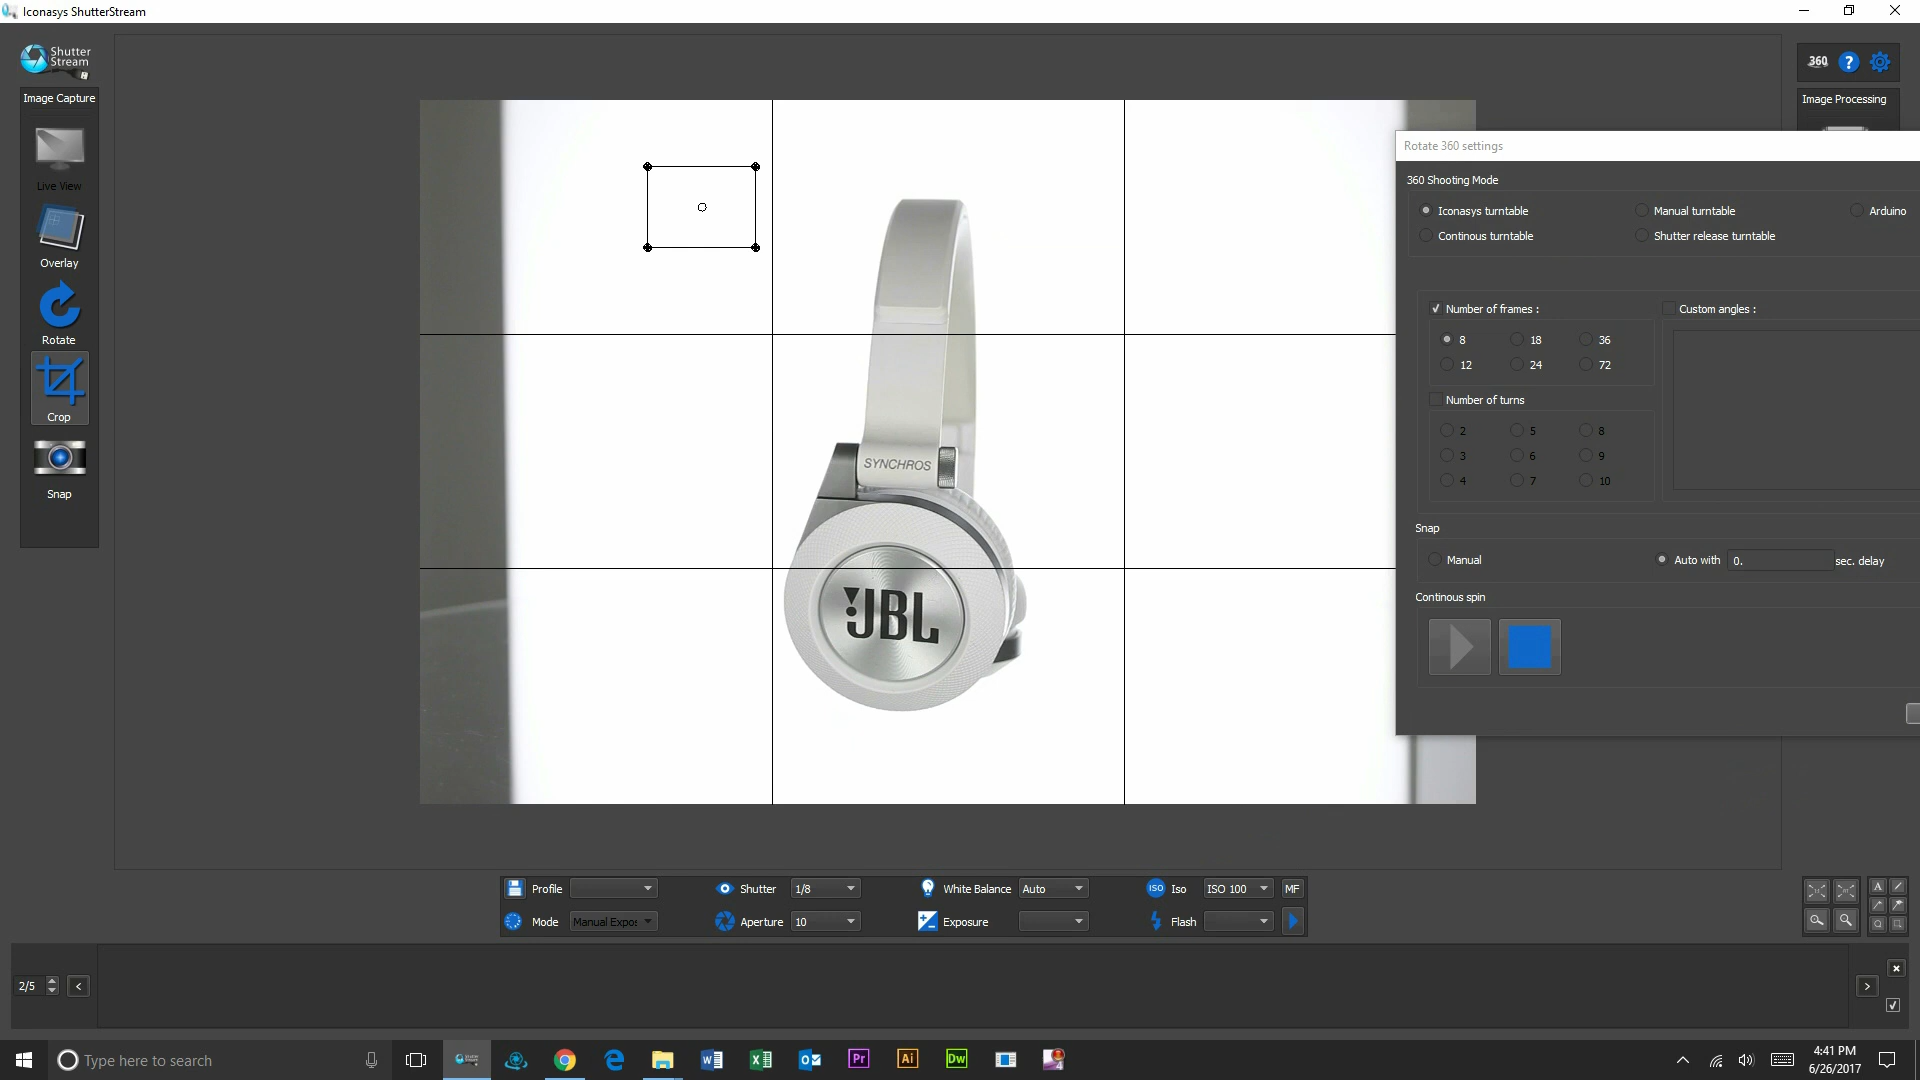 Iconasys ShutterStream
Shutter
Stream
Image Capture
Live View
Overlay
Rotate
Crop
Snap
360 ?
Image Processing
Rotate 360 settings
360 Shooting Mode
Iconasys turntable
Manual turntable
Arduino
Continous turntable
Shutter release turntable
Number of frames :
Custom angles :
8 18 36
12 24 72
Number of turns
2 5 8
3 6 9
4 7 10
Snap
Manual
Auto with 0. sec. delay
Continous spin
SYNCHROS
JBL
Profile
Shutter 1/8
White Balance Auto
ISO Iso ISO 100 MF
Mode Manual Expos
Aperture 10
Exposure
Flash
A
2/5 < >
Type here to search
Pr Ai Dw
4:41 PM
6/26/2017